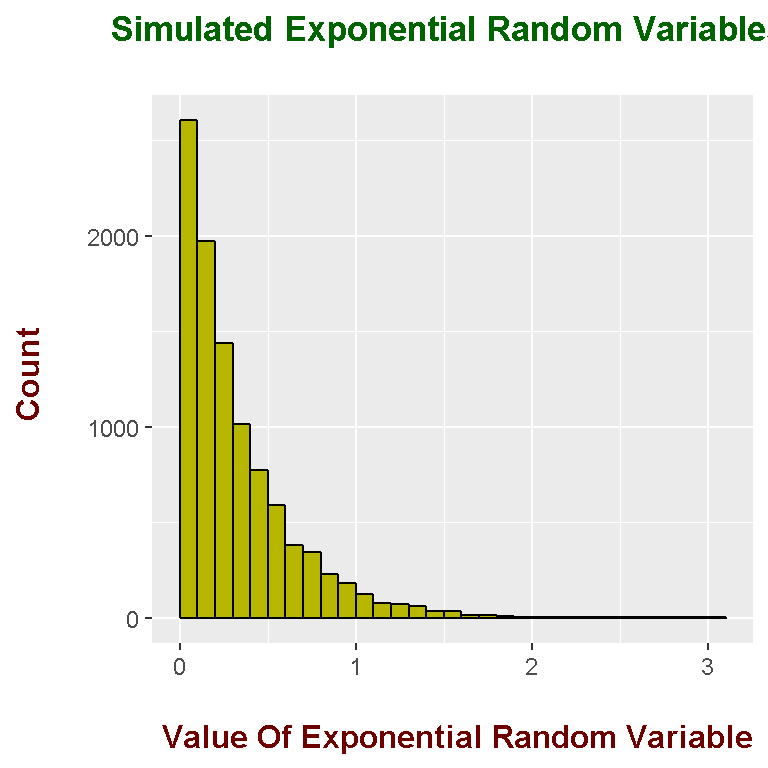 Simulated Exponential Random Variable
Count
2000
1000
0
0 1 2 3
Value Of Exponential Random Variable